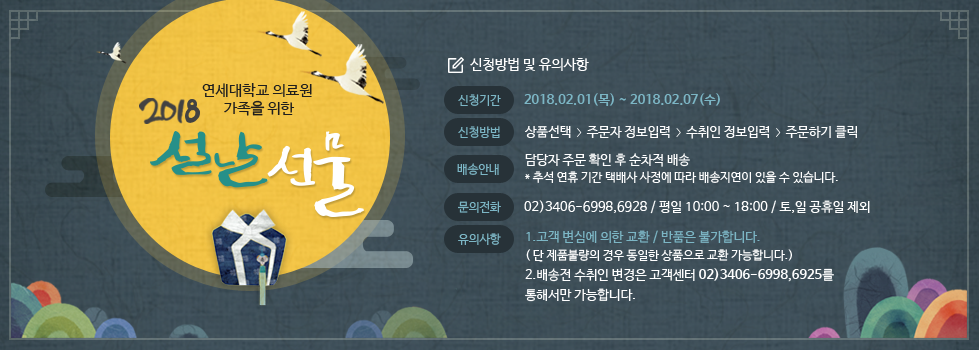 연세대학교 의료원
가족을 위한
2018
설날 선물
신청방법 및 유의사항
신청기간 2018.02.01(목) ~ 2018.02.07(수)
신청방법 상품선택 > 주문자 정보입력 > 수취인 정보입력 > 주문하기 클릭
배송안내 담당자 주문 확인 후 순차적 배송
* 추석 연휴 기간 택배사 사정에 따라 배송지연이 있을 수 있습니다.
문의전화 02)3406-6998,6928 / 평일 10:00 ~ 18:00 / 토,일 공휴일 제외
유의사항 1.고객 변심에 의한 교환 / 반품은 불가합니다.
( 단 제품불량의 경우 동일한 상품으로 교환 가능합니다.)
2.배송전 수취인 변경은 고객센터 02)3406-6998,6925를
통해서만 가능합니다.